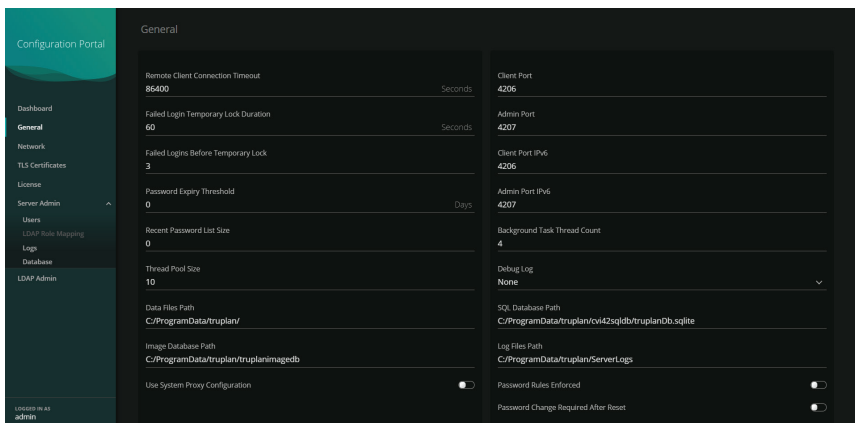 Configuration Portal
Dashboard
General
Network
TLS Certificates
License
Server Admin
Users
LDAP Role Mapping
Logs
Database
LDAP Admin
LOGGED IN AS
admin
General
Remote Client Connection Timeout
86400 Seconds
Failed Login Temporary Lock Duration
60 Seconds
Failed Logins Before Temporary Lock
3
Password Expiry Threshold
0 Days
Recent Password List Size
0
Thread Pool Size
10
Data Files Path
C:/ProgramData/truplan/
Image Database Path
C:/ProgramData/truplan/truplanimagedb
Use System Proxy Configuration
Client Port
4206
Admin Port
4207
Client Port IPv6
4206
Admin Port IPv6
4207
Background Task Thread Count
4
Debug Log
None
SQL Database Path
C:/ProgramData/truplan/cvi42sqldb/truplanDb.sqlite
Log Files Path
C:/ProgramData/truplan/ServerLogs
Password Rules Enforced
Password Change Required After Reset